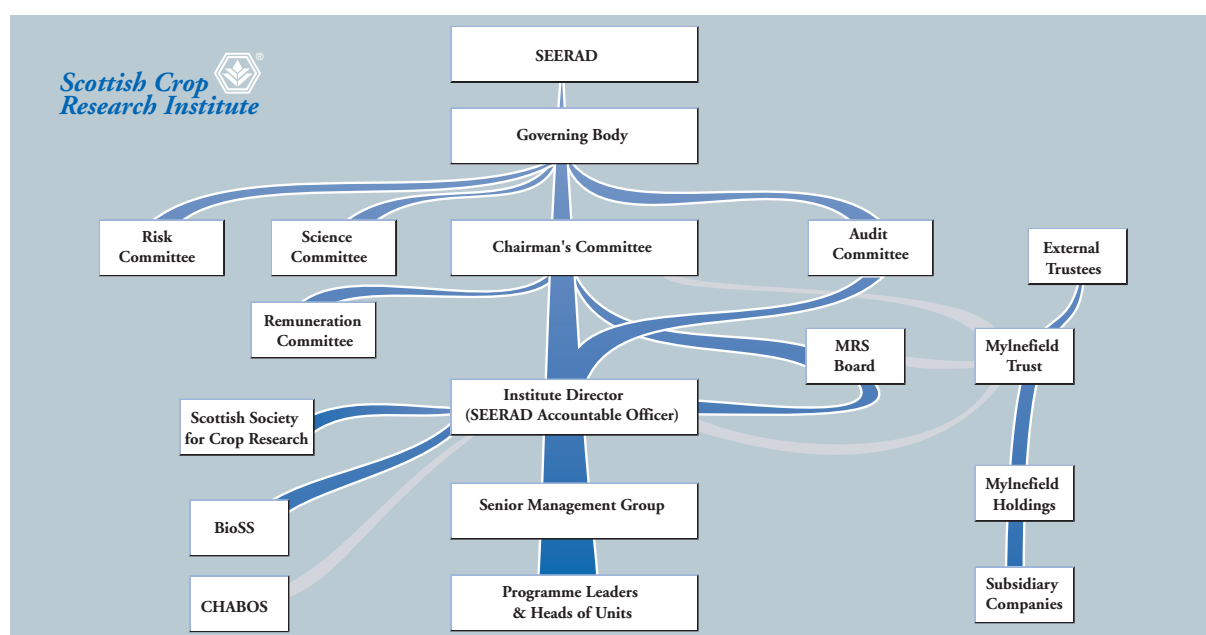 SEERAD
Scottish Crop
Research Institute
®
Governing Body
Risk
Committee
Science
Committee
Chairman's Committee
Audit
Committee
External
Trustees
Remuneration
Committee
MRS
Board
Mylnefield
Trust
Institute Director
(SEERAD Accountable Officer)
Scottish Society
for Crop Research
Mylnefield
Holdings
Senior Management Group
BioSS
CHABOS
Programme Leaders
& Heads of Units
Subsidiary
Companies